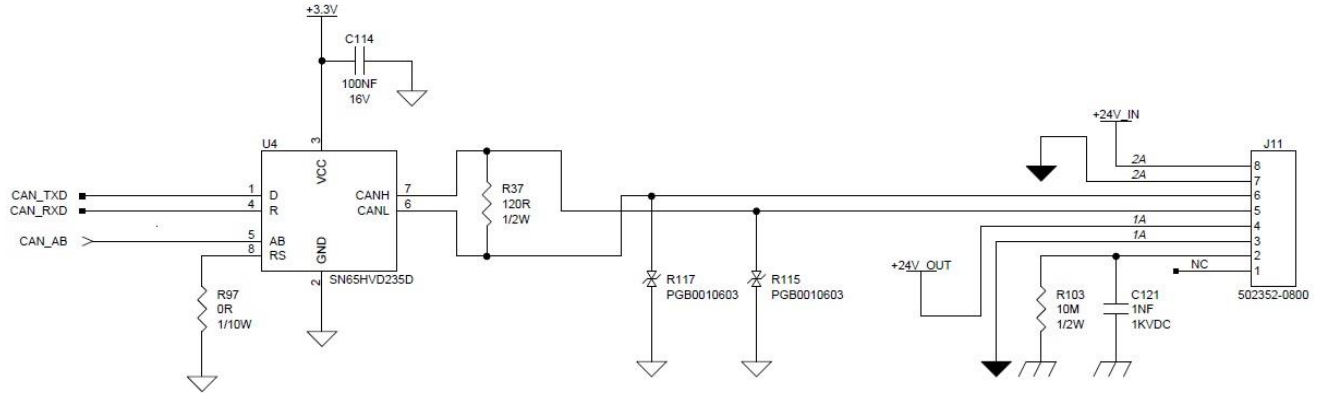 +3.3V
C114
100NF
16V
U4
3
VCC
CAN_TXD
1
D
CANH
7
CAN_RXD
4
R
CANL
6
CAN_AB
5
AB
8
RS
GND
2
SN65HVD235D
R97
0R
1/10W
R37
120R
1/2W
R117
PGB0010603
R115
PGB0010603
+24V_OUT
+24V_IN
J11
2A
8
2A
7
6
5
1A
4
1A
3
2
NC
1
502352-0800
R103
10M
1/2W
C121
1NF
1KVDC